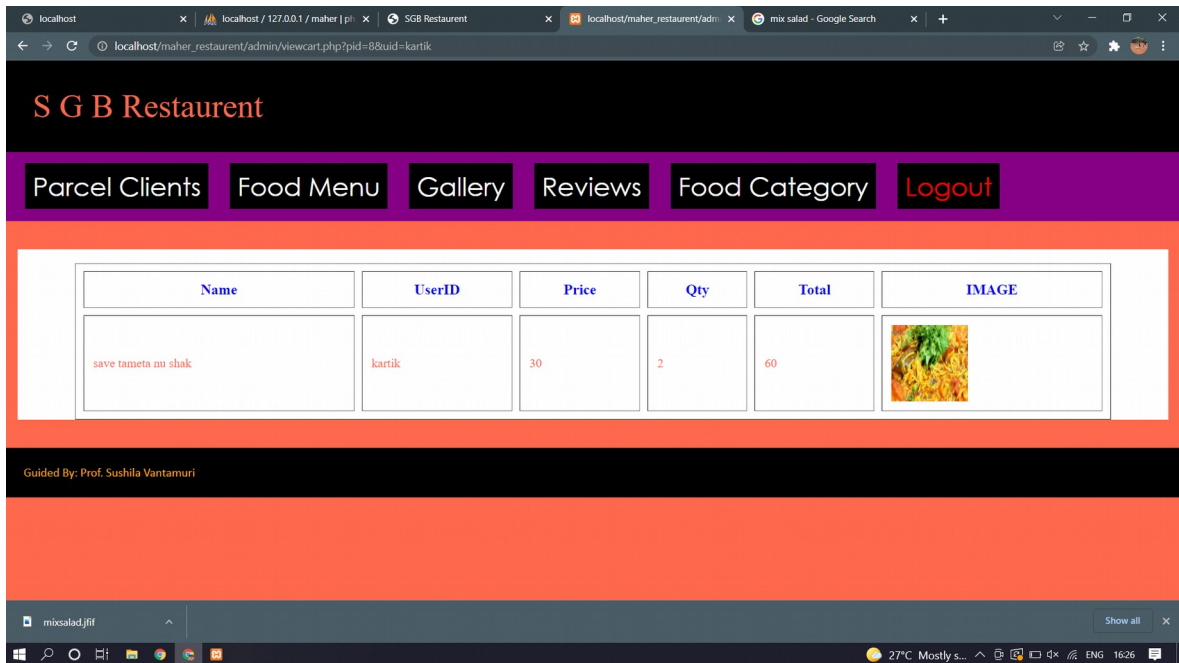 localhost
localhost / 127.0.0.1 / maher | ph
SGB Restaurent
localhost/maher_restaurent/adm
mix salad - Google Search
localhost/maher_restaurent/admin/viewcart.php?pid=8&uid=kartik
S G B Restaurent
Parcel Clients Food Menu Gallery Reviews Food Category Logout
Name UserID Price Qty Total IMAGE
save tameta nu shak kartik 30 2 60
Guided By: Prof. Sushila Vantamuri
mixsalad.jfif Show all
27°C Mostly s... ENG 16:26